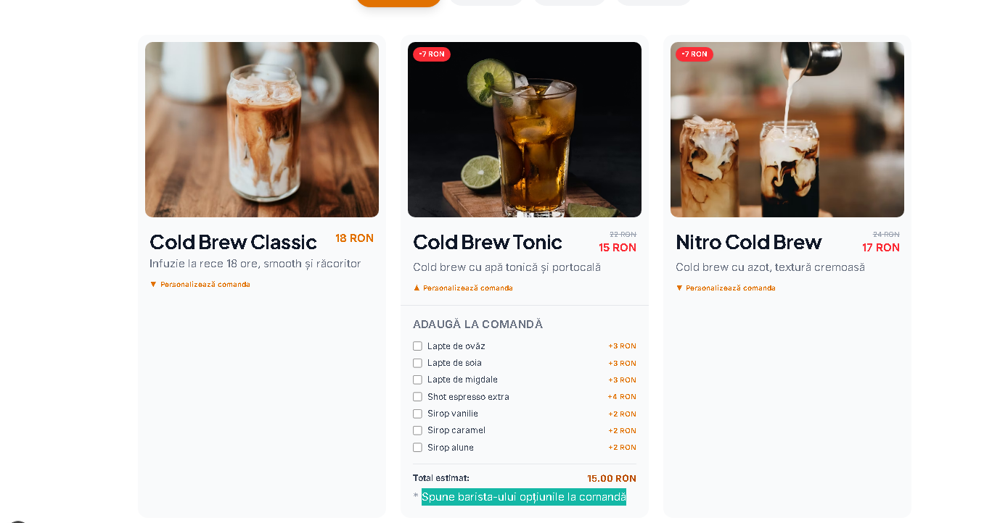 Cold Brew Classic
18 RON
Infuzie la rece 18 ore, smooth și răcoritor
▼ Personalizează comanda
-7 RON
Cold Brew Tonic
22 RON
15 RON
Cold brew cu apă tonică și portocală
▲ Personalizează comanda
ADAUGĂ LA COMANDĂ
Lapte de ovăz +3 RON
Lapte de soia +3 RON
Lapte de migdale +3 RON
Shot espresso extra +4 RON
Sirop vanilie +2 RON
Sirop caramel +2 RON
Sirop alune +2 RON
Total estimat: 15.00 RON
* Spune barista-ului opțiunile la comandă
-7 RON
Nitro Cold Brew
24 RON
17 RON
Cold brew cu azot, textură cremoasă
▼ Personalizează comanda